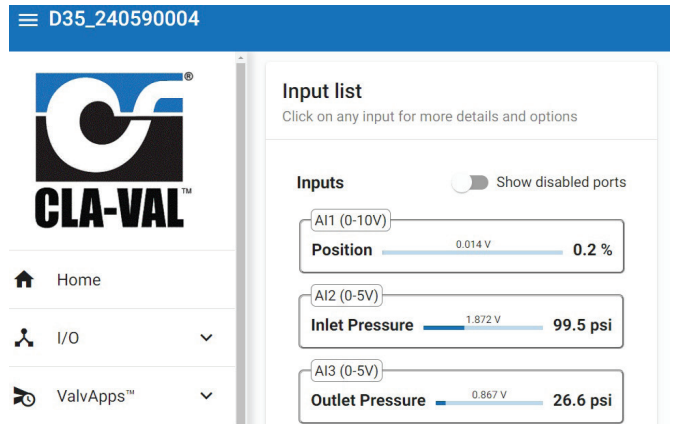 D35_240590004
®
CLA-VAL™
Home
I/O
ValvApps™
Input list
Click on any input for more details and options
Inputs
Show disabled ports
AI1 (0-10V)
Position 0.014 V 0.2 %
AI2 (0-5V)
Inlet Pressure 1.872 V 99.5 psi
AI3 (0-5V)
Outlet Pressure 0.867 V 26.6 psi